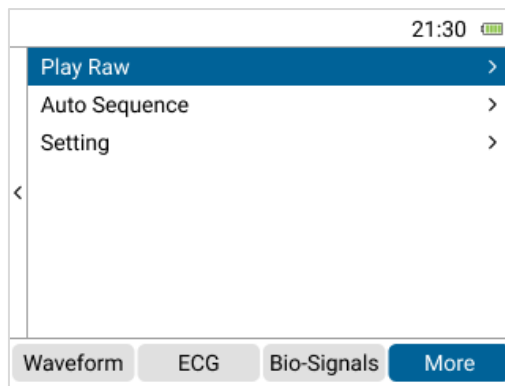 21:30
Play Raw >
Auto Sequence >
Setting >
<
Waveform ECG Bio-Signals More